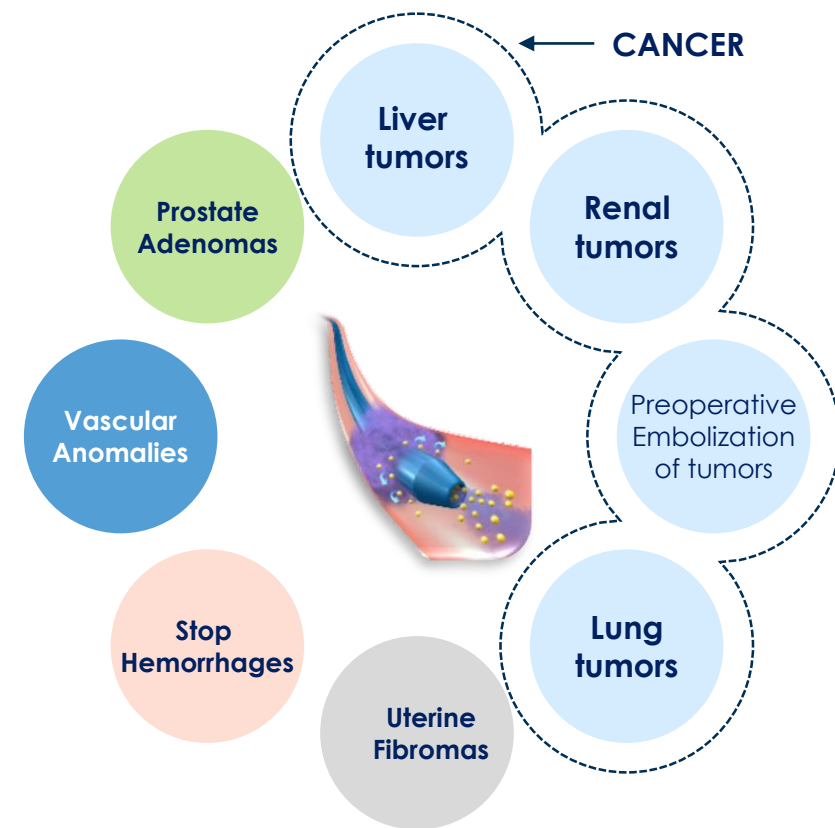 CANCER
Liver
tumors
Renal
tumors
Preoperative
Embolization
of tumors
Lung
tumors
Uterine
Fibromas
Stop
Hemorrhages
Vascular
Anomalies
Prostate
Adenomas